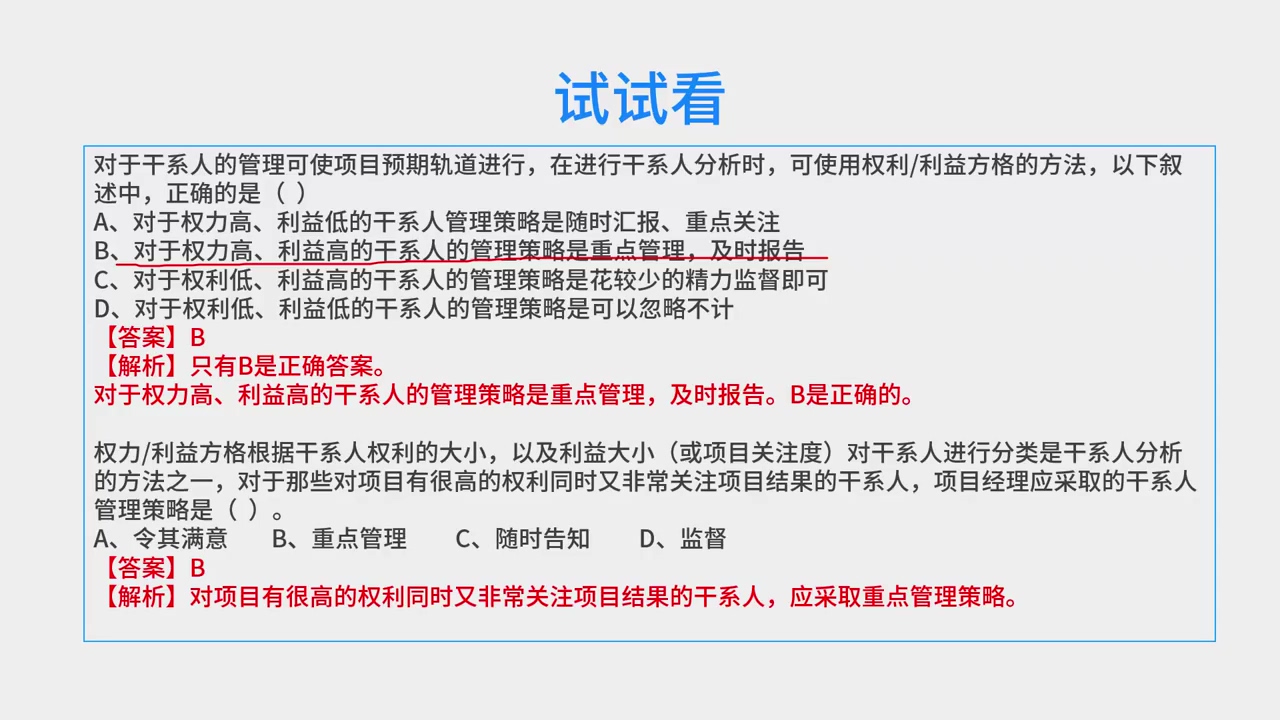 试试看
对于干系人的管理可使项目预期轨道进行，在进行干系人分析时，可使用权利/利益方格的方法，以下叙
述中，正确的是（ ）
A、对于权力高、利益低的干系人管理策略是随时汇报、重点关注
B、对于权力高、利益高的干系人的管理策略是重点管理，及时报告
C、对于权利低、利益高的干系人的管理策略是花较少的精力监督即可
D、对于权利低、利益低的干系人的管理策略是可以忽略不计
【答案】B
【解析】只有B是正确答案。
对于权力高、利益高的干系人的管理策略是重点管理，及时报告。B是正确的。
权力/利益方格根据干系人权利的大小，以及利益大小（或项目关注度）对干系人进行分类是干系人分析
的方法之一，对于那些对项目有很高的权利同时又非常关注项目结果的干系人，项目经理应采取的干系人
管理策略是（ ）。
A、令其满意 B、重点管理 C、随时告知 D、监督
【答案】B
【解析】对项目有很高的权利同时又非常关注项目结果的干系人，应采取重点管理策略。